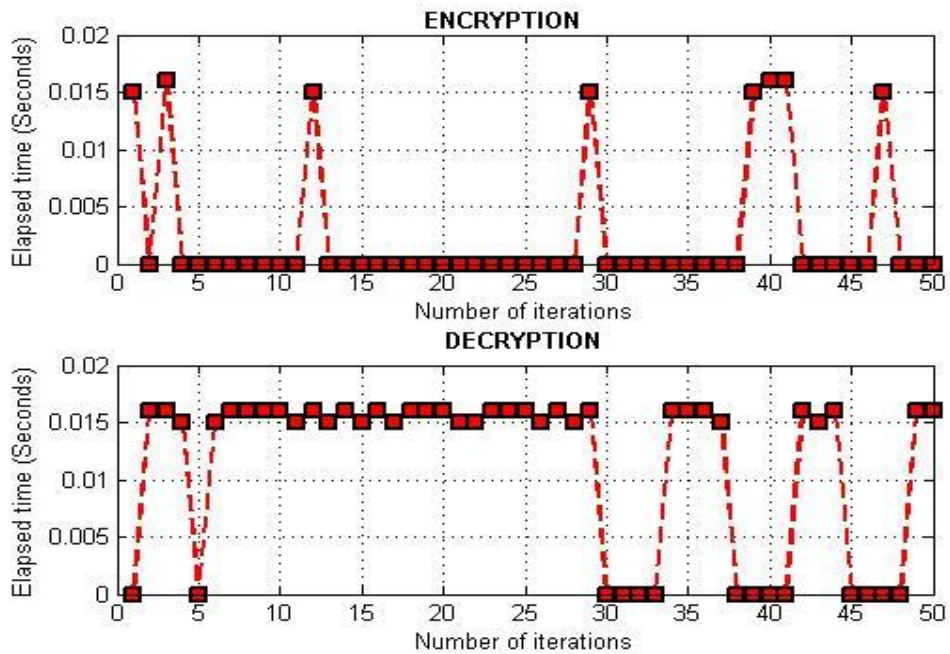 ENCRYPTION
0.02
0.015
0.01
0.005
0
0 5 10 15 20 25 30 35 40 45 50
Elapsed time (Seconds)
Number of iterations
DECRYPTION
0.02
0.015
0.01
0.005
0
0 5 10 15 20 25 30 35 40 45 50
Elapsed time (Seconds)
Number of iterations